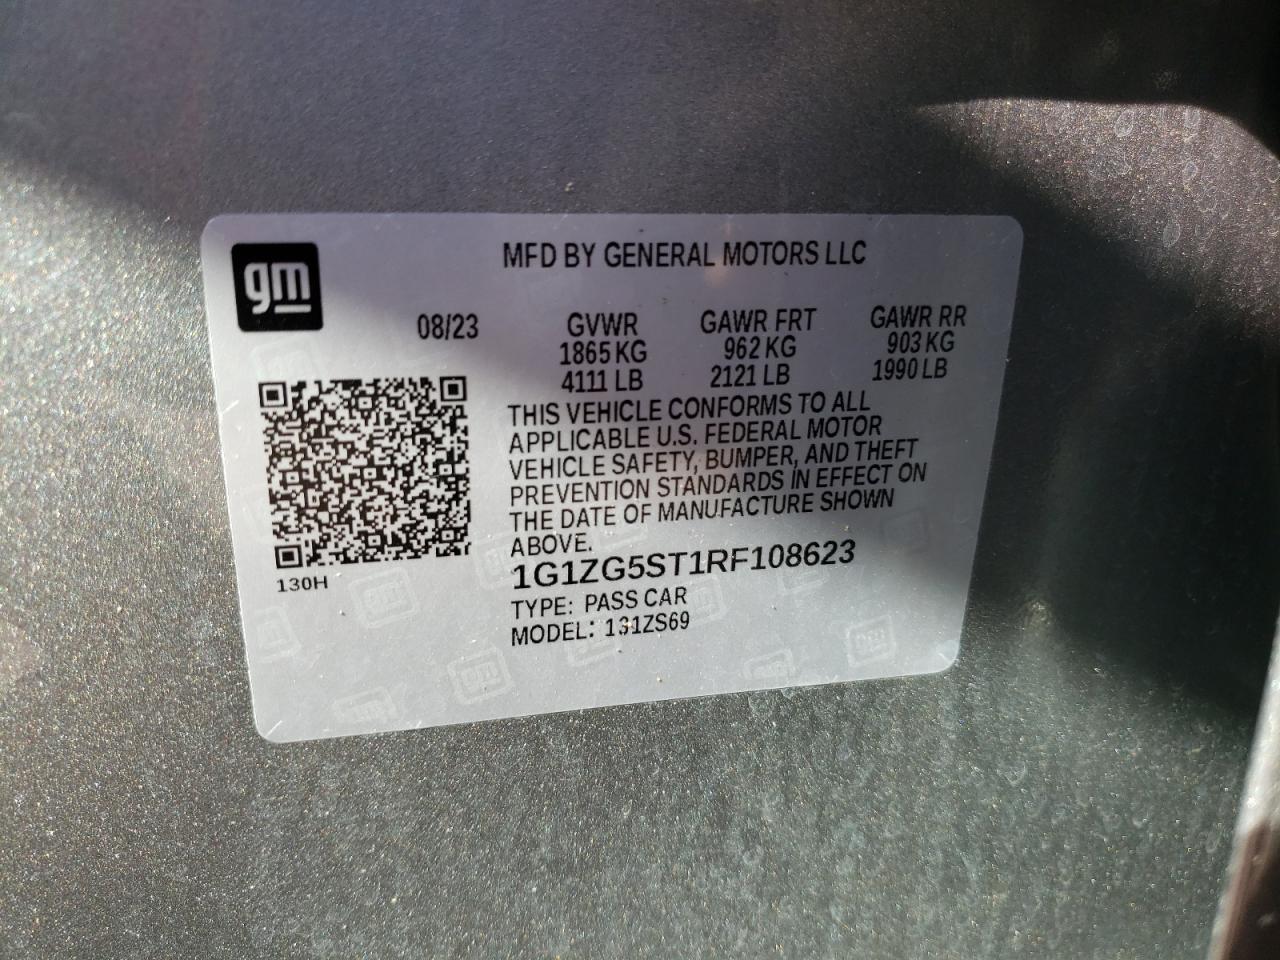 gm
MFD BY GENERAL MOTORS LLC
08/23
GVWR
1865 KG
4111 LB
GAWR FRT
962 KG
2121 LB
GAWR RR
903 KG
1990 LB
THIS VEHICLE CONFORMS TO ALL
APPLICABLE U.S. FEDERAL MOTOR
VEHICLE SAFETY, BUMPER, AND THEFT
PREVENTION STANDARDS IN EFFECT ON
THE DATE OF MANUFACTURE SHOWN
ABOVE.
130H
1G1ZG5ST1RF108623
TYPE: PASS CAR
MODEL: 131ZS69